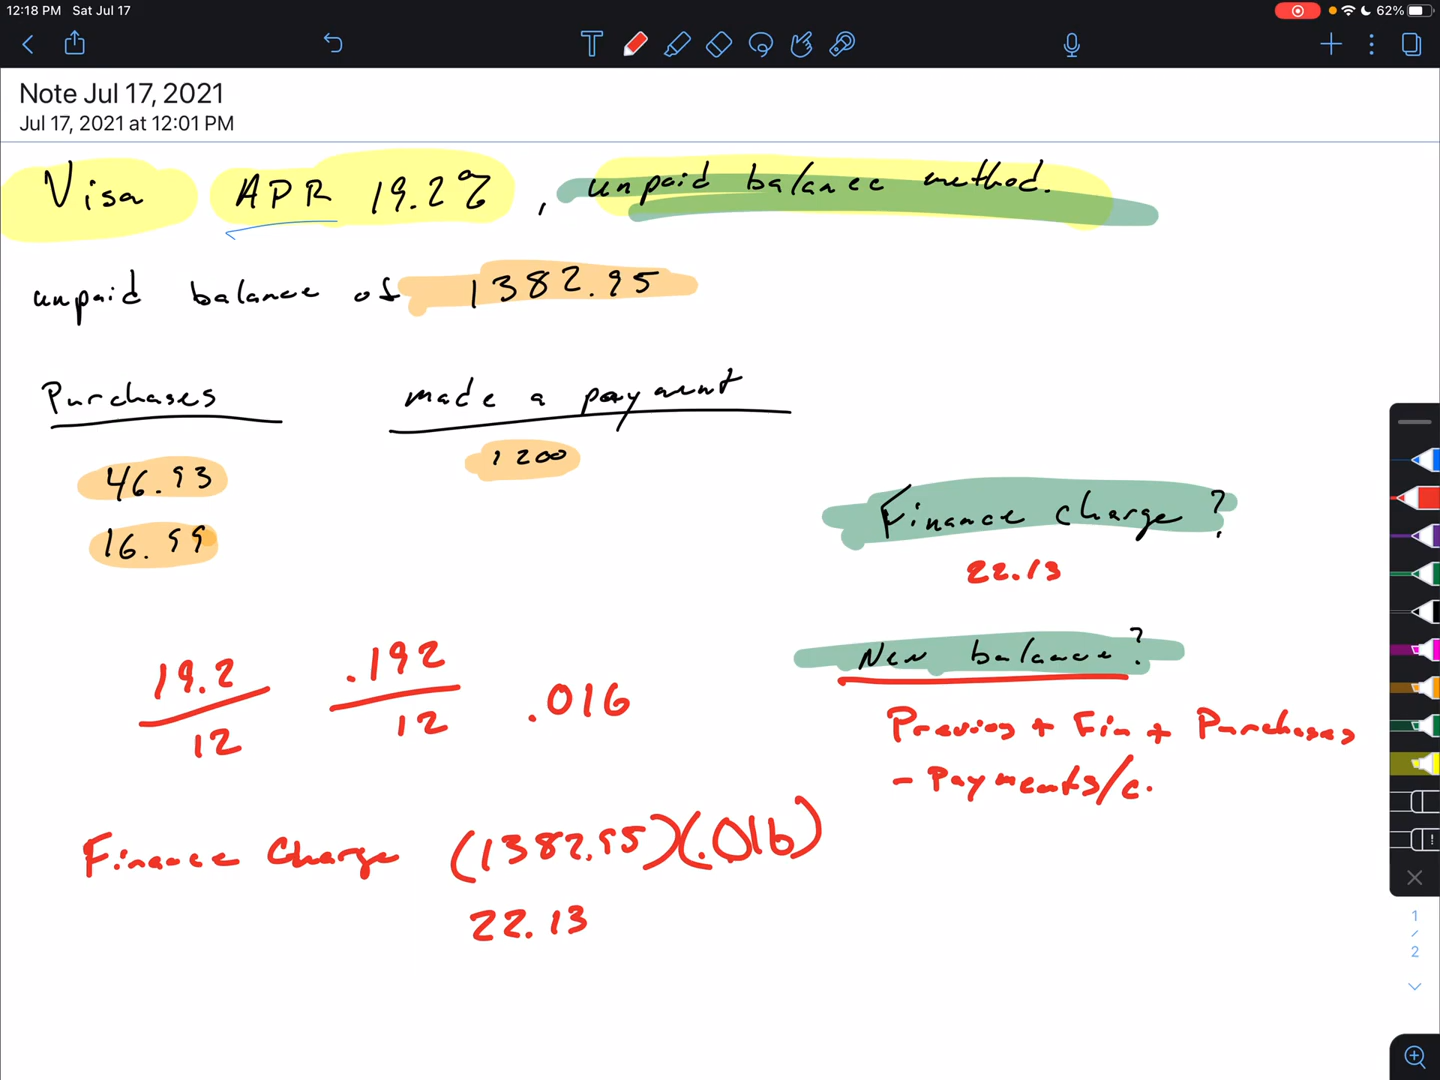 12:18 PM Sat Jul 17
62%
Note Jul 17, 2021
Jul 17, 2021 at 12:01 PM
Visa APR 19.2%, unpaid balance method.
unpaid balance of 1382.95
Purchases made a payment
46.93 1200
16.99
Finance charge?
22.13
New balance?
19.2/12 .192/12 .016
Previos + Fin + Purchases
- Payments/c.
Finance Charge (1382.95)(.016)
22.13
1
/
2